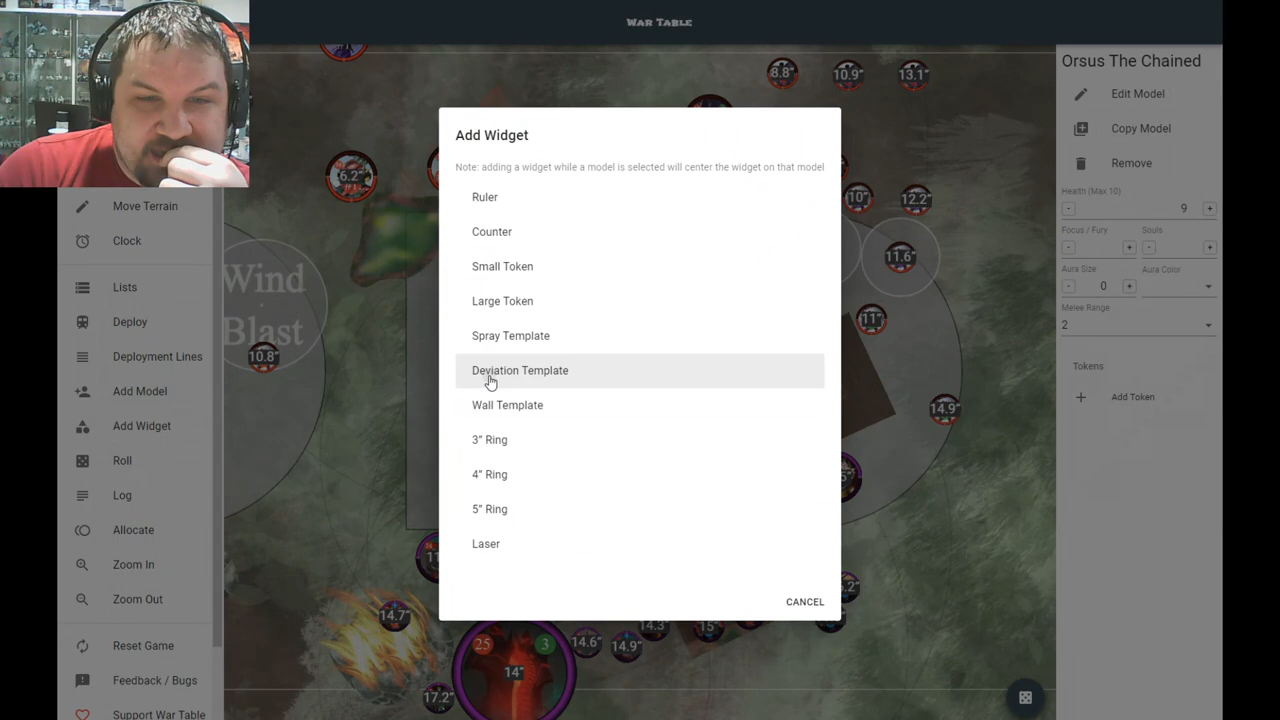 War Table
Orsus The Chained
Edit Model
Copy Model
Remove
Health (Max 10)
- 9 +
Focus / Fury
Souls
- +
- +
Aura Size
Aura Color
- 0 +
Melee Range
2
Tokens
+ Add Token
Move Terrain
Clock
Lists
Deploy
Deployment Lines
Add Model
Add Widget
Roll
Log
Allocate
Zoom In
Zoom Out
Reset Game
Feedback / Bugs
Support War Table
Add Widget
Note: adding a widget while a model is selected will center the widget on that model
Ruler
Counter
Small Token
Large Token
Spray Template
Deviation Template
Wall Template
3" Ring
4" Ring
5" Ring
Laser
CANCEL
8.8"
10.9"
13.1"
6.2"
10"
12.2"
11.6"
Wind
Blast
11"
10.8"
14.9"
14.7"
14.3"
15"
14.6"
14.9"
25
3
14"
17.2"